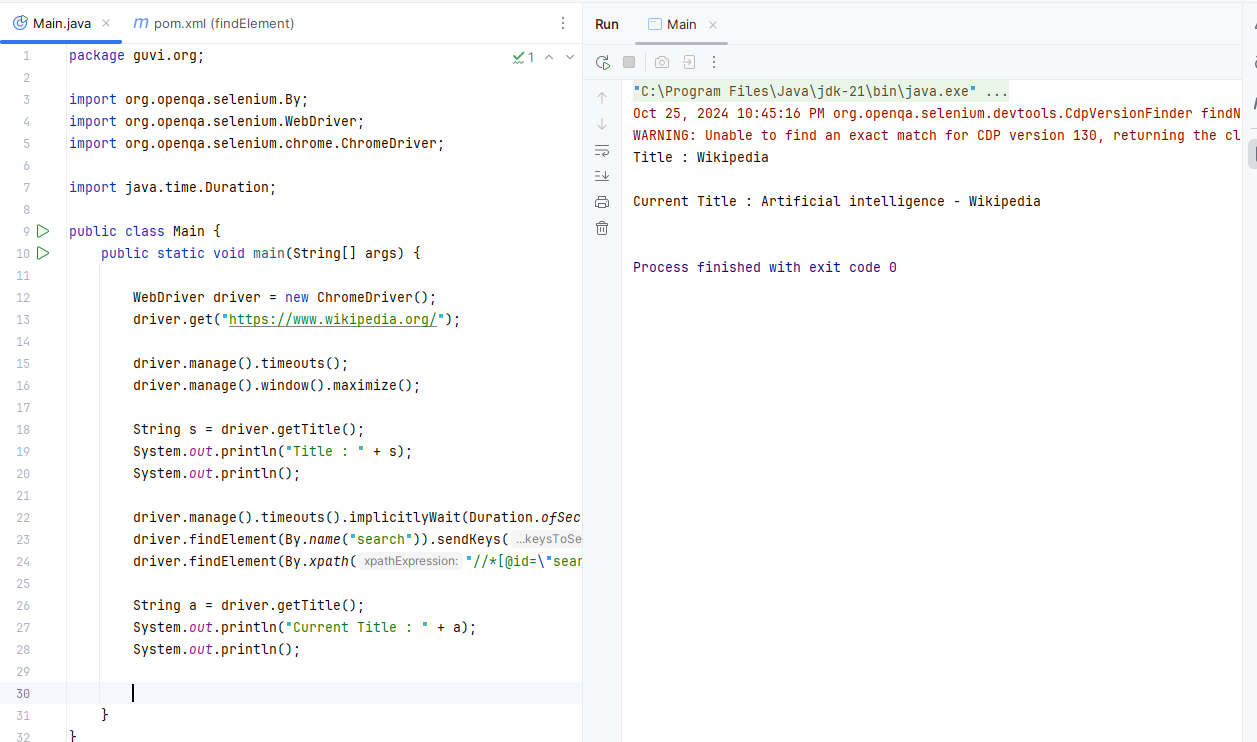 Main.java
pom.xml (findElement)
1 package guvi.org;
1
2
3 import org.openqa.selenium.By;
4 import org.openqa.selenium.WebDriver;
5 import org.openqa.selenium.chrome.ChromeDriver;
6
7 import java.time.Duration;
8
9 public class Main {
10 public static void main(String[] args) {
11
12 WebDriver driver = new ChromeDriver();
13 driver.get("https://www.wikipedia.org/");
14
15 driver.manage().timeouts();
16 driver.manage().window().maximize();
17
18 String s = driver.getTitle();
19 System.out.println("Title : " + s);
20 System.out.println();
21
22 driver.manage().timeouts().implicitlyWait(Duration.ofSec
23 driver.findElement(By.name("search")).sendKeys( ...keysToSe
24 driver.findElement(By.xpath( xpathExpression: "//*[@id=\"sear
25
26 String a = driver.getTitle();
27 System.out.println("Current Title : " + a);
28 System.out.println();
29
30
31 }
32 }
Run
Main
"C:\Program Files\Java\jdk-21\bin\java.exe" ...
Oct 25, 2024 10:45:16 PM org.openqa.selenium.devtools.CdpVersionFinder findN
WARNING: Unable to find an exact match for CDP version 130, returning the cl
Title : Wikipedia
Current Title : Artificial intelligence - Wikipedia
Process finished with exit code 0